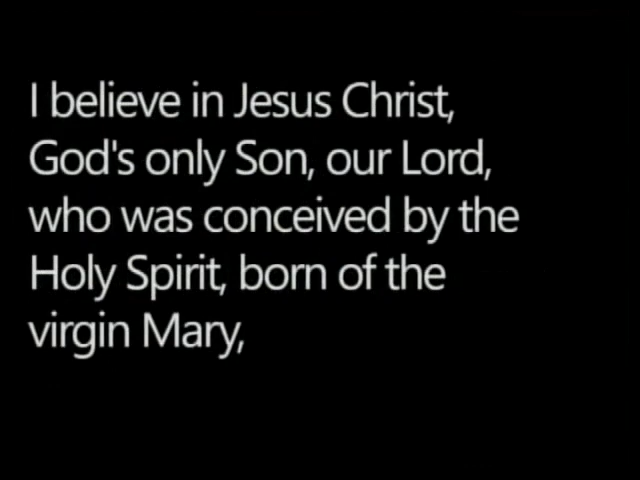 I believe in Jesus Christ,
God's only Son, our Lord,
who was conceived by the
Holy Spirit, born of the
virgin Mary,